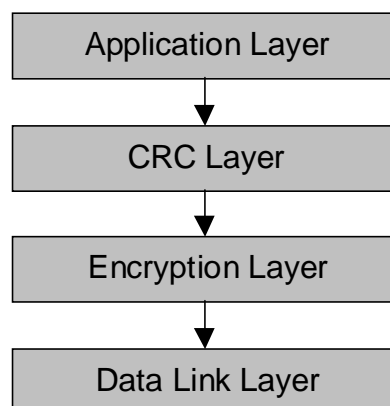 Application Layer
CRC Layer
Encryption Layer
Data Link Layer